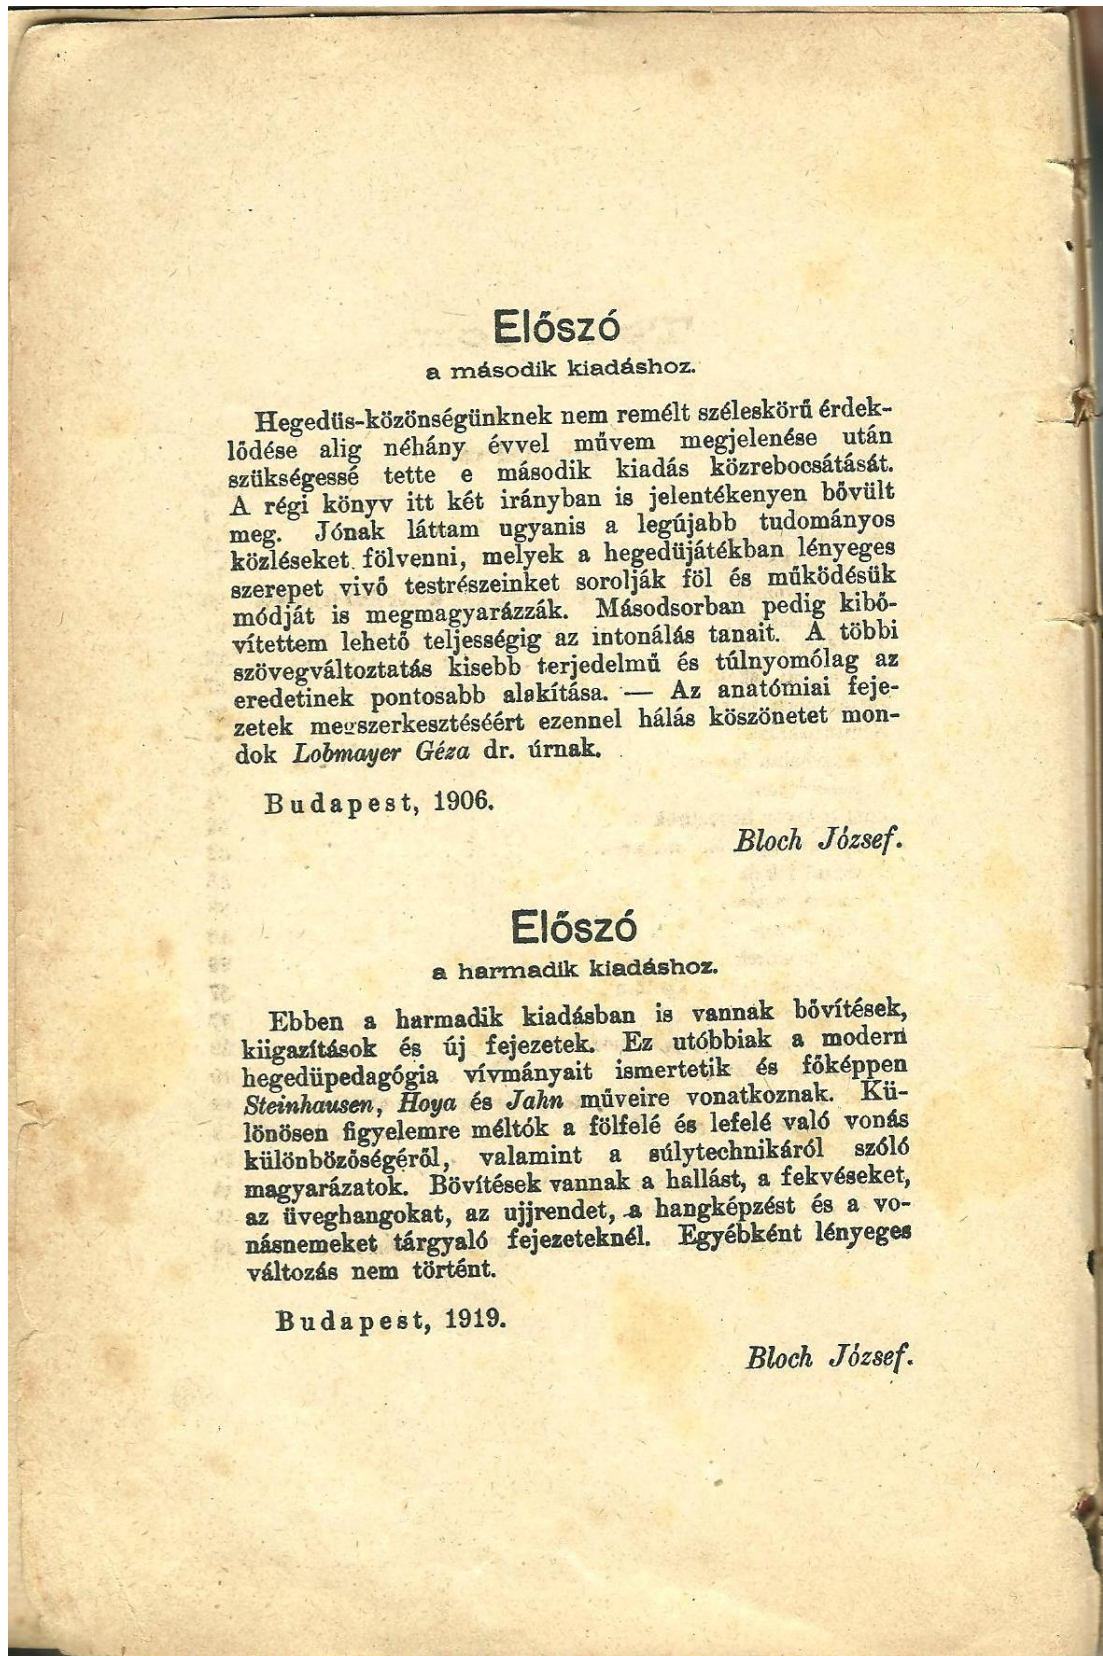 Előszó
a második kiadáshoz.
Hegedüs-közönségünknek nem remélt széleskörű érdek-
lődése alig néhány évvel művem megjelenése után
szükségessé tette e második kiadás közrebocsátását.
A régi könyv itt két irányban is jelentékenyen bővült
meg. Jónak láttam ugyanis a legújabb tudományos
közléseket fölvenni, melyek a hegedüjátékban lényeges
szerepet vivő testrészeinket sorolják föl és működésük
módját is megmagyarázzák. Másodsorban pedig kibő-
vítettem lehető teljességig az intonálás tanait. A többi
szövegváltoztatás kisebb terjedelmű és túlnyomólag az
eredetinek pontosabb alakítása. — Az anatómiai feje-
zetek megszerkesztéséért ezennel hálás köszönetet mon-
dok Lobmayer Géza dr. úrnak.
Budapest, 1906.
Bloch József.
Előszó
a harmadik kiadáshoz.
Ebben a harmadik kiadásban is vannak bővítések,
kiigazítások és új fejezetek. Ez utóbbiak a modern
hegedüpedagógia vívmányait ismertetik és főképpen
Steinhausen, Hoya és Jahn műveire vonatkoznak. Kü-
lönösen figyelemre méltók a fölfelé és lefelé való vonás
különbözőségéről, valamint a súlytechnikáról szóló
magyarázatok. Bövítések vannak a hallást, a fekvéseket,
az üveghangokat, az ujjrendet, a hangképzést és a vo-
násnemeket tárgyaló fejezeteknél. Egyébként lényeges
változás nem történt.
Budapest, 1919.
Bloch József.